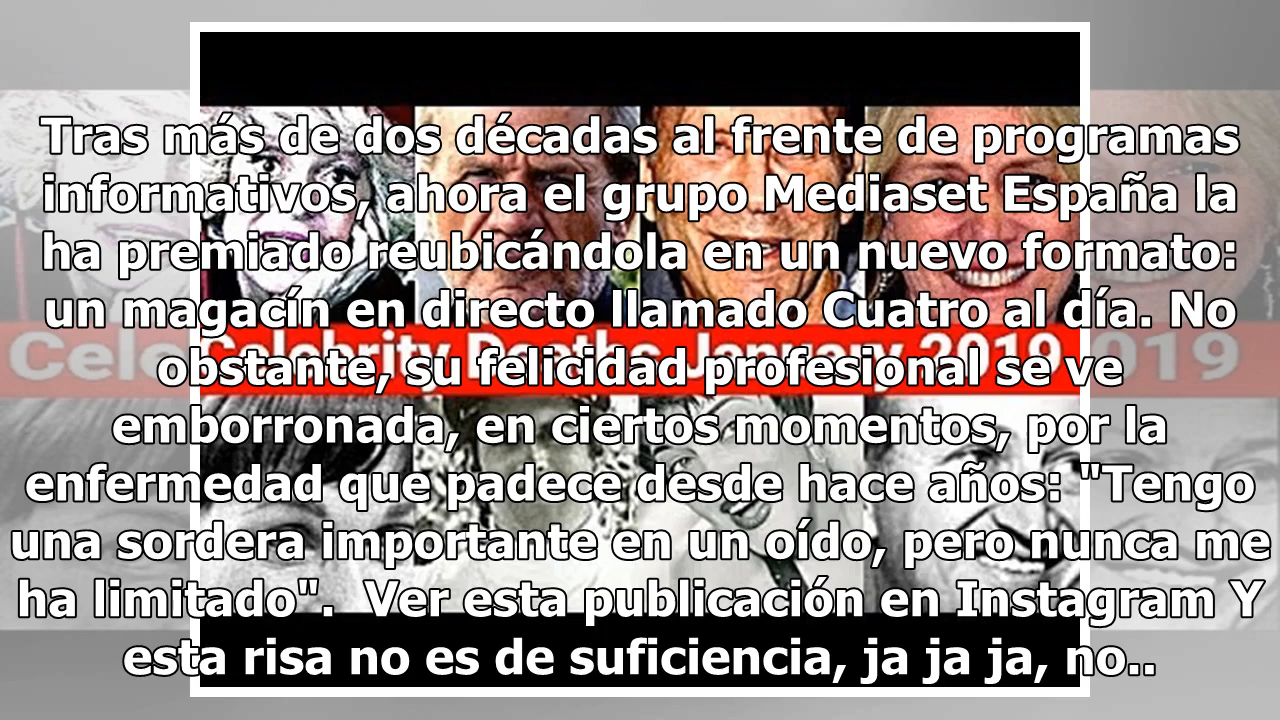 Tras más de dos décadas al frente de programas
informativos, ahora el grupo Mediaset España la
ha premiado reubicándola en un nuevo formato:
un magacín en directo llamado Cuatro al día. No
Celebrity Deaths January 2019
obstante, su felicidad profesional se ve
emborronada, en ciertos momentos, por la
enfermedad que padece desde hace años: "Tengo
una sordera importante en un oído, pero nunca me
ha limitado".  Ver esta publicación en Instagram Y
esta risa no es de suficiencia, ja ja ja, no..